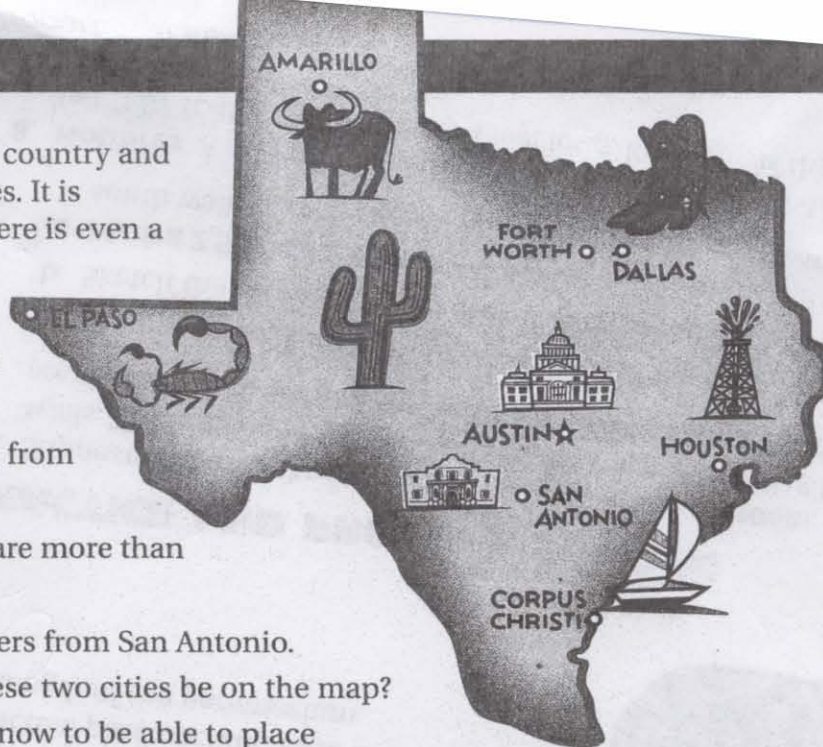 AMARILLO
country and
es. It is
ere is even a
FORT
WORTH
DALLAS
EL PASO
AUSTIN
HOUSTON
from
SAN
ANTONIO
are more than
CORPUS
CHRISTI
ers from San Antonio.
ese two cities be on the map?
now to be able to place